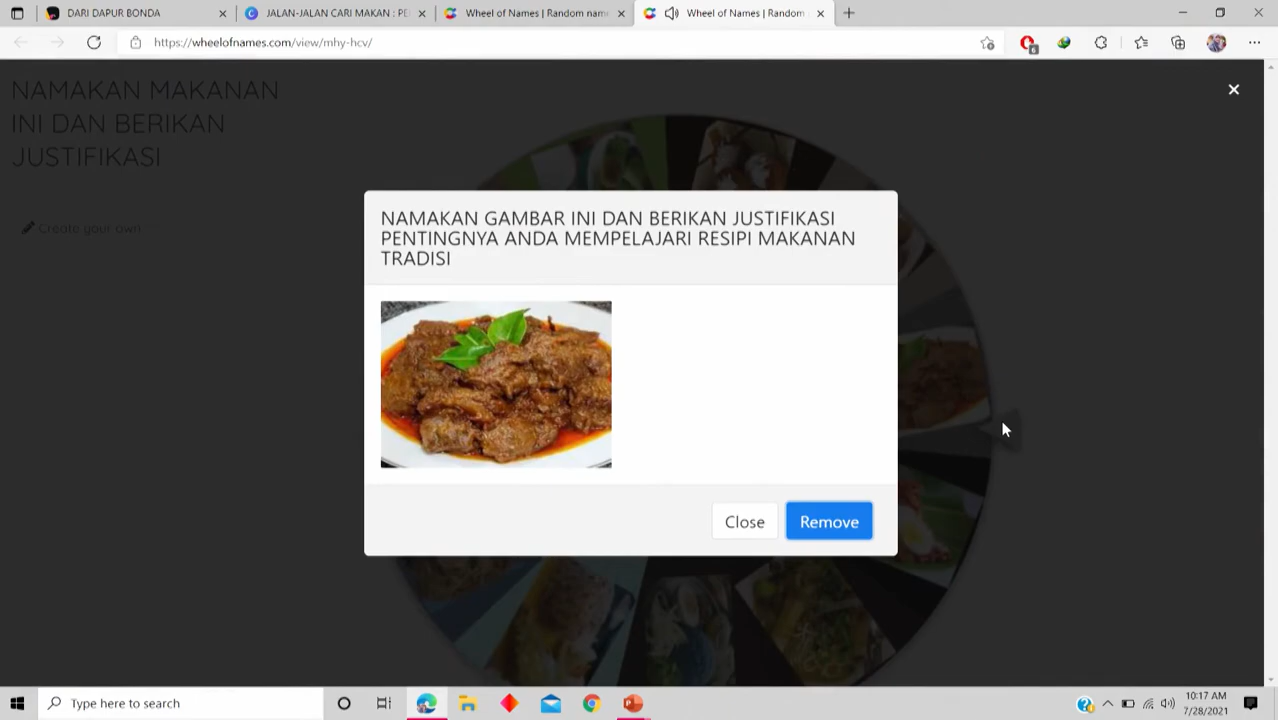 DARI DAPUR BONDA
JALAN-JALAN CARI MAKAN : PE
Wheel of Names | Random nam
Wheel of Names | Random
https://wheelofnames.com/view/mhy-hcv/
6
NAMAKAN MAKANAN
INI DAN BERIKAN
JUSTIFIKASI
Create your own
NAMAKAN GAMBAR INI DAN BERIKAN JUSTIFIKASI
PENTINGNYA ANDA MEMPELAJARI RESIPI MAKANAN
TRADISI
Close
Remove
Type here to search
10:17 AM
7/28/2021